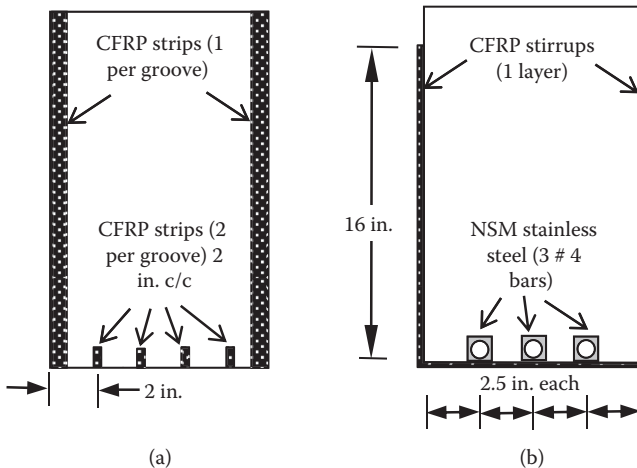 CFRP strips (1
per groove)
CFRP strips (2
per groove) 2
in. c/c
2 in.
(a)
CFRP stirrups
(1 layer)
16 in.
NSM stainless
steel (3 # 4
bars)
2.5 in. each
(b)